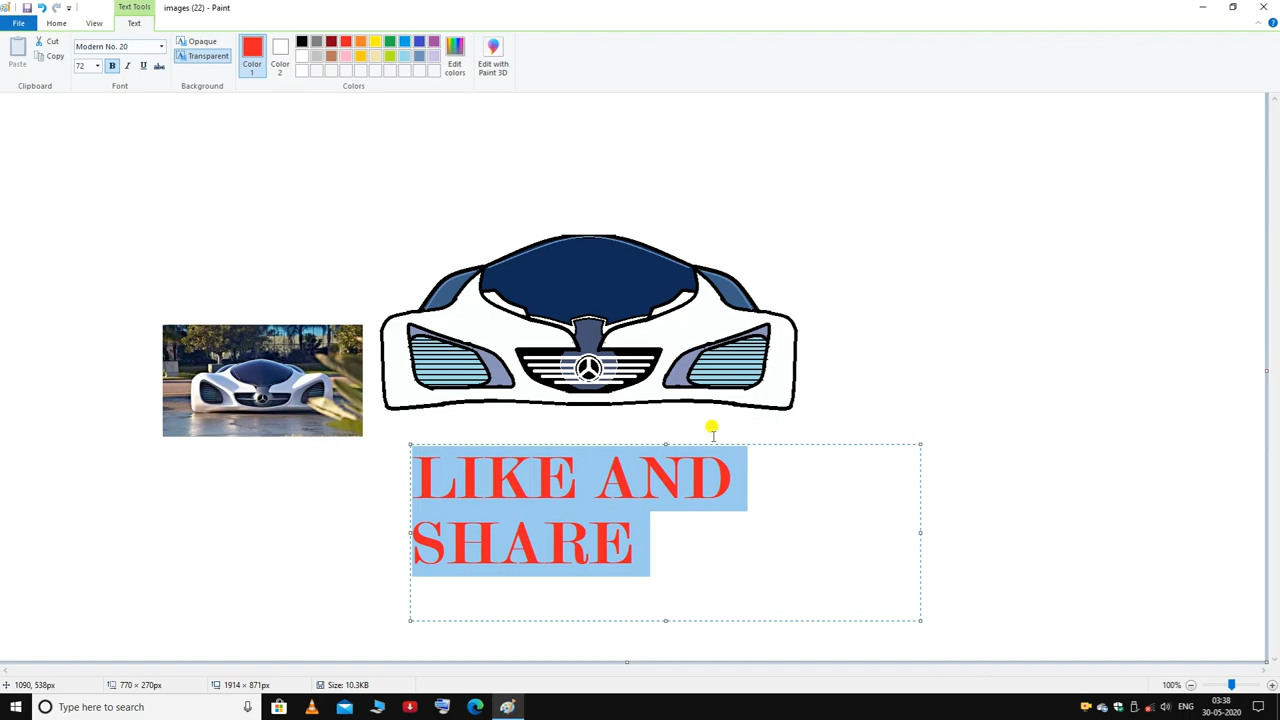 Text Tools
images (22) - Paint
File
Home
View
Text
Paste
Cut
Copy
Clipboard
Modern No. 20
72
B
I
U
abc
Font
Opaque
Transparent
Background
Color
1
Color
2
Edit
colors
Colors
Edit with
Paint 3D
LIKE AND
SHARE
1090, 538px
770 × 270px
1914 × 871px
Size: 10.3KB
100%
Type here to search
ENG
03:38
30-05-2020